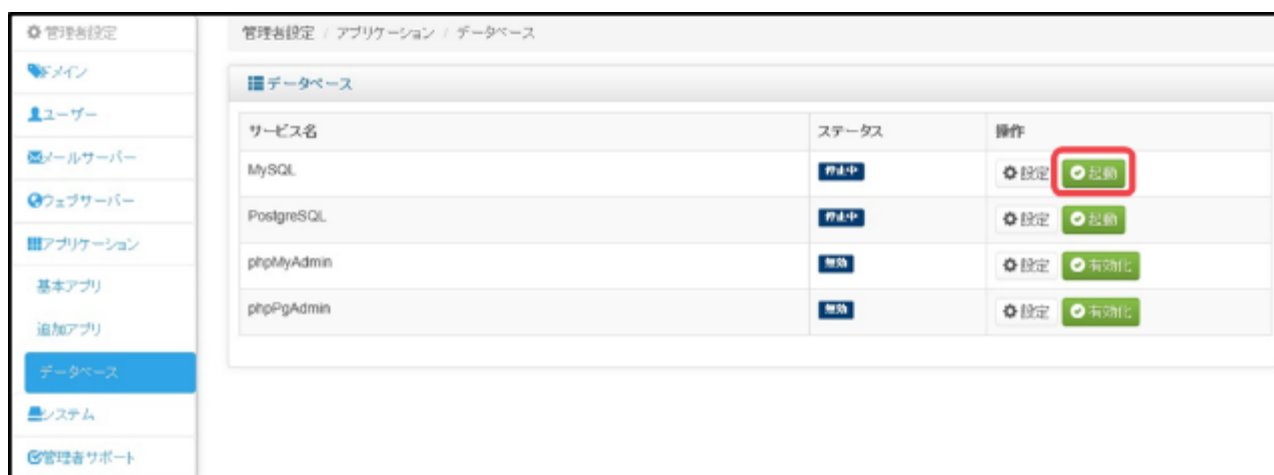 管理者設定
ドメイン
ユーザー
メールサーバー
ウェブサーバー
アプリケーション
基本アプリ
追加アプリ
データベース
システム
管理者サポート
管理者設定 / アプリケーション / データベース
データベース
サービス名 ステータス 操作
MySQL 停止中 設定 起動
PostgreSQL 停止中 設定 起動
phpMyAdmin 無効 設定 有効化
phpPgAdmin 無効 設定 有効化